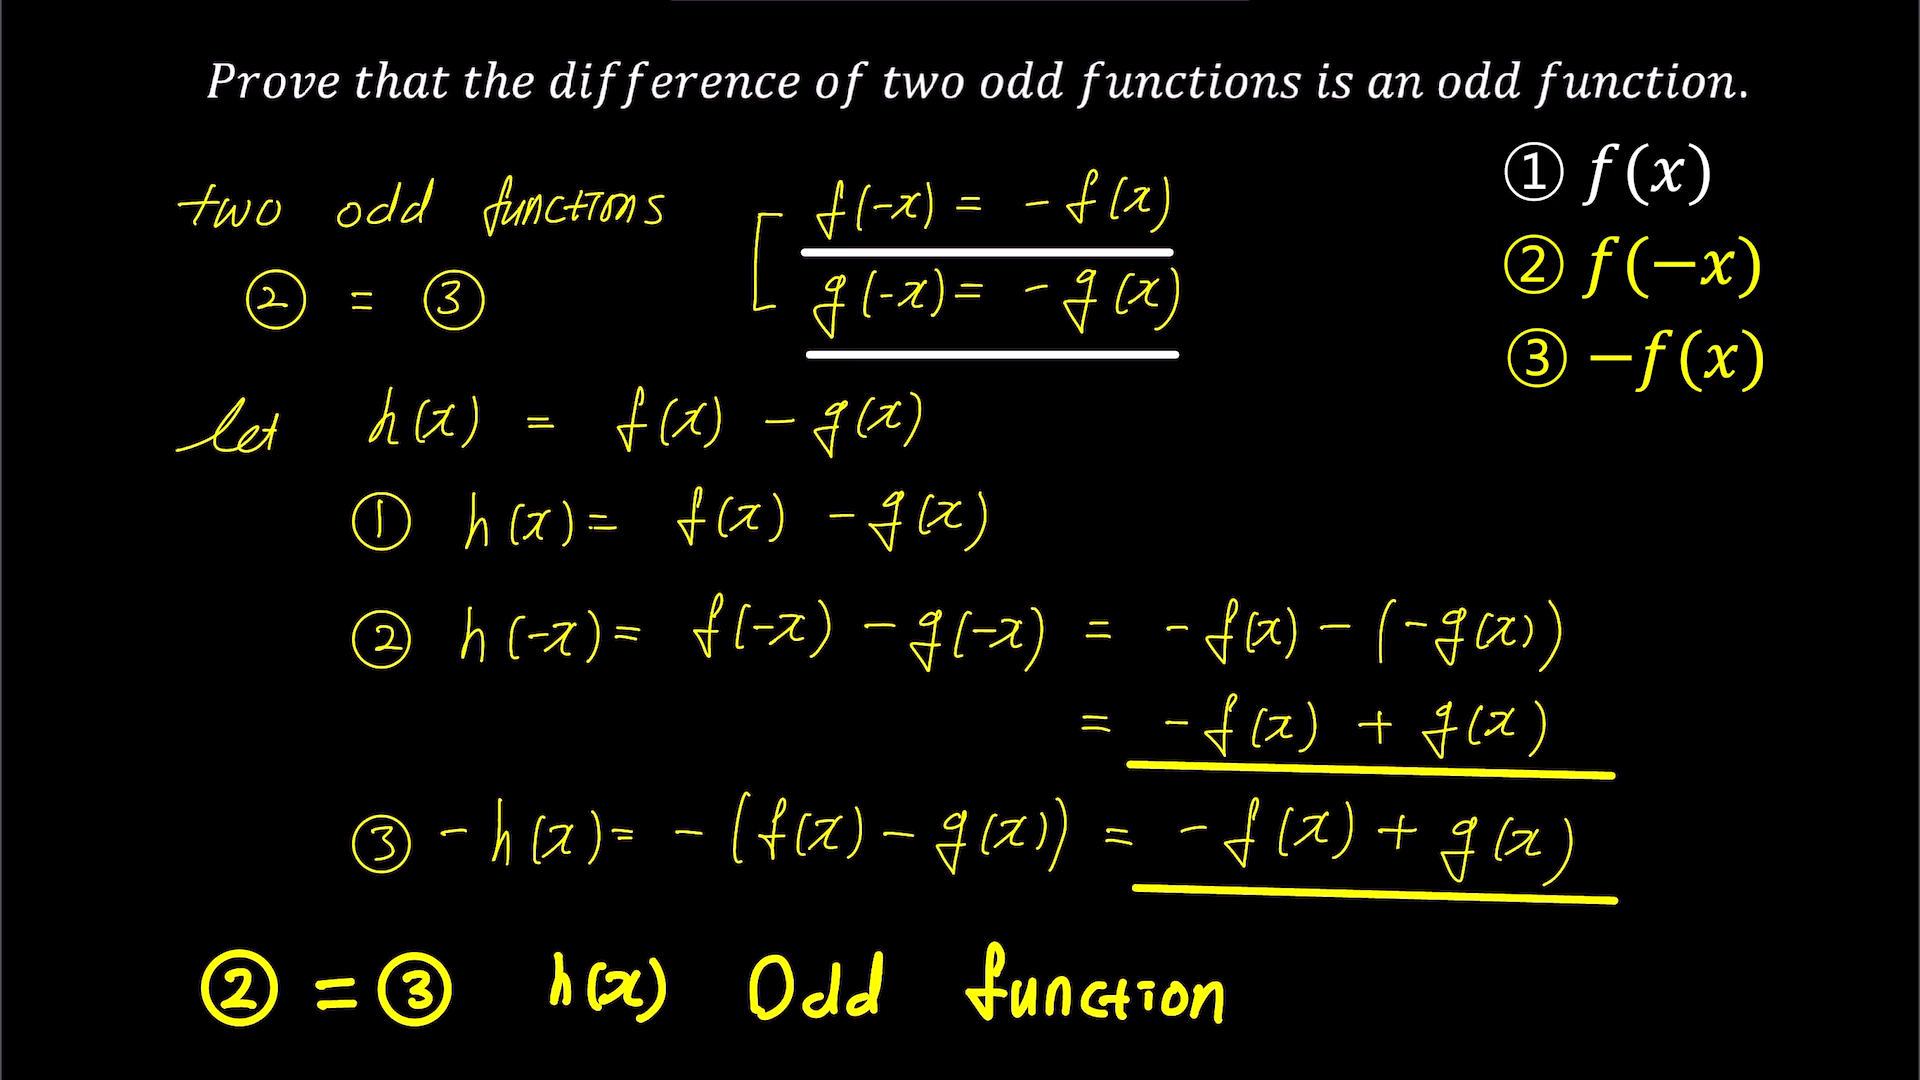 Prove that the difference of two odd functions is an odd function.
① f(x)
② f(−x)
③ −f(x)
two odd functions f(-x) = -f(x)
② = ③ g(-x) = -g(x)
let h(x) = f(x) - g(x)
① h(x) = f(x) - g(x)
② h(-x) = f(-x) - g(-x) = -f(x) - (-g(x))
= -f(x) + g(x)
③ -h(x) = -(f(x) - g(x)) = -f(x) + g(x)
② = ③ h(x) Odd function